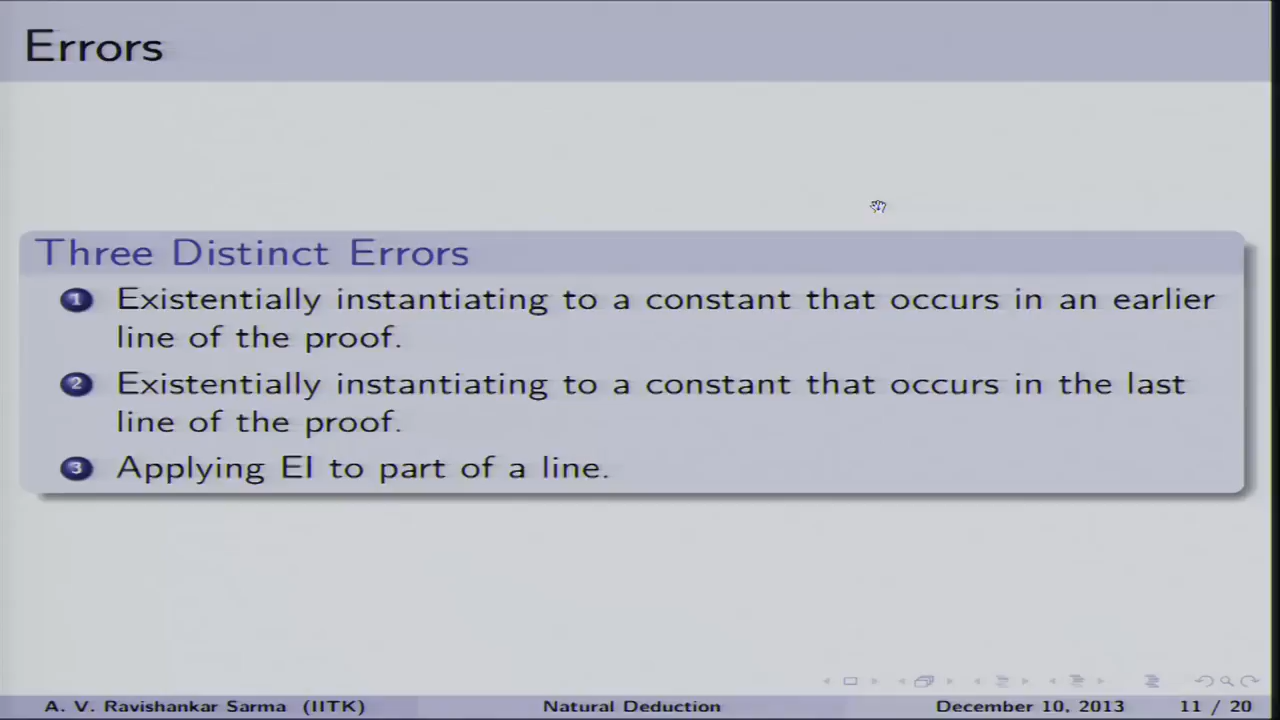 Errors
Three Distinct Errors
1 Existentially instantiating to a constant that occurs in an earlier
line of the proof.
2 Existentially instantiating to a constant that occurs in the last
line of the proof.
3 Applying EI to part of a line.
A. V. Ravishankar Sarma (IITK) Natural Deduction December 10, 2013 11 / 20